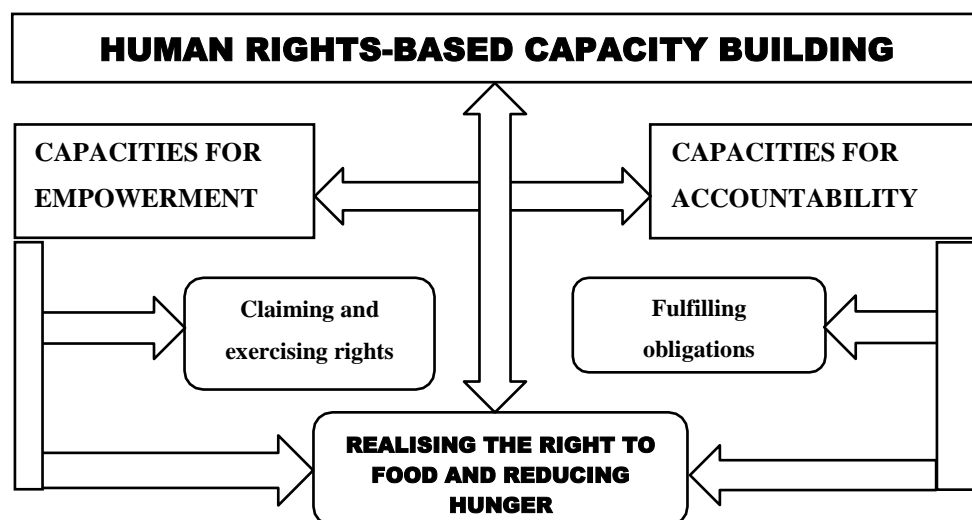 HUMAN RIGHTS-BASED CAPACITY BUILDING
CAPACITIES FOR
EMPOWERMENT
CAPACITIES FOR
ACCOUNTABILITY
Claiming and
exercising rights
Fulfilling
obligations
REALISING THE RIGHT TO
FOOD AND REDUCING
HUNGER